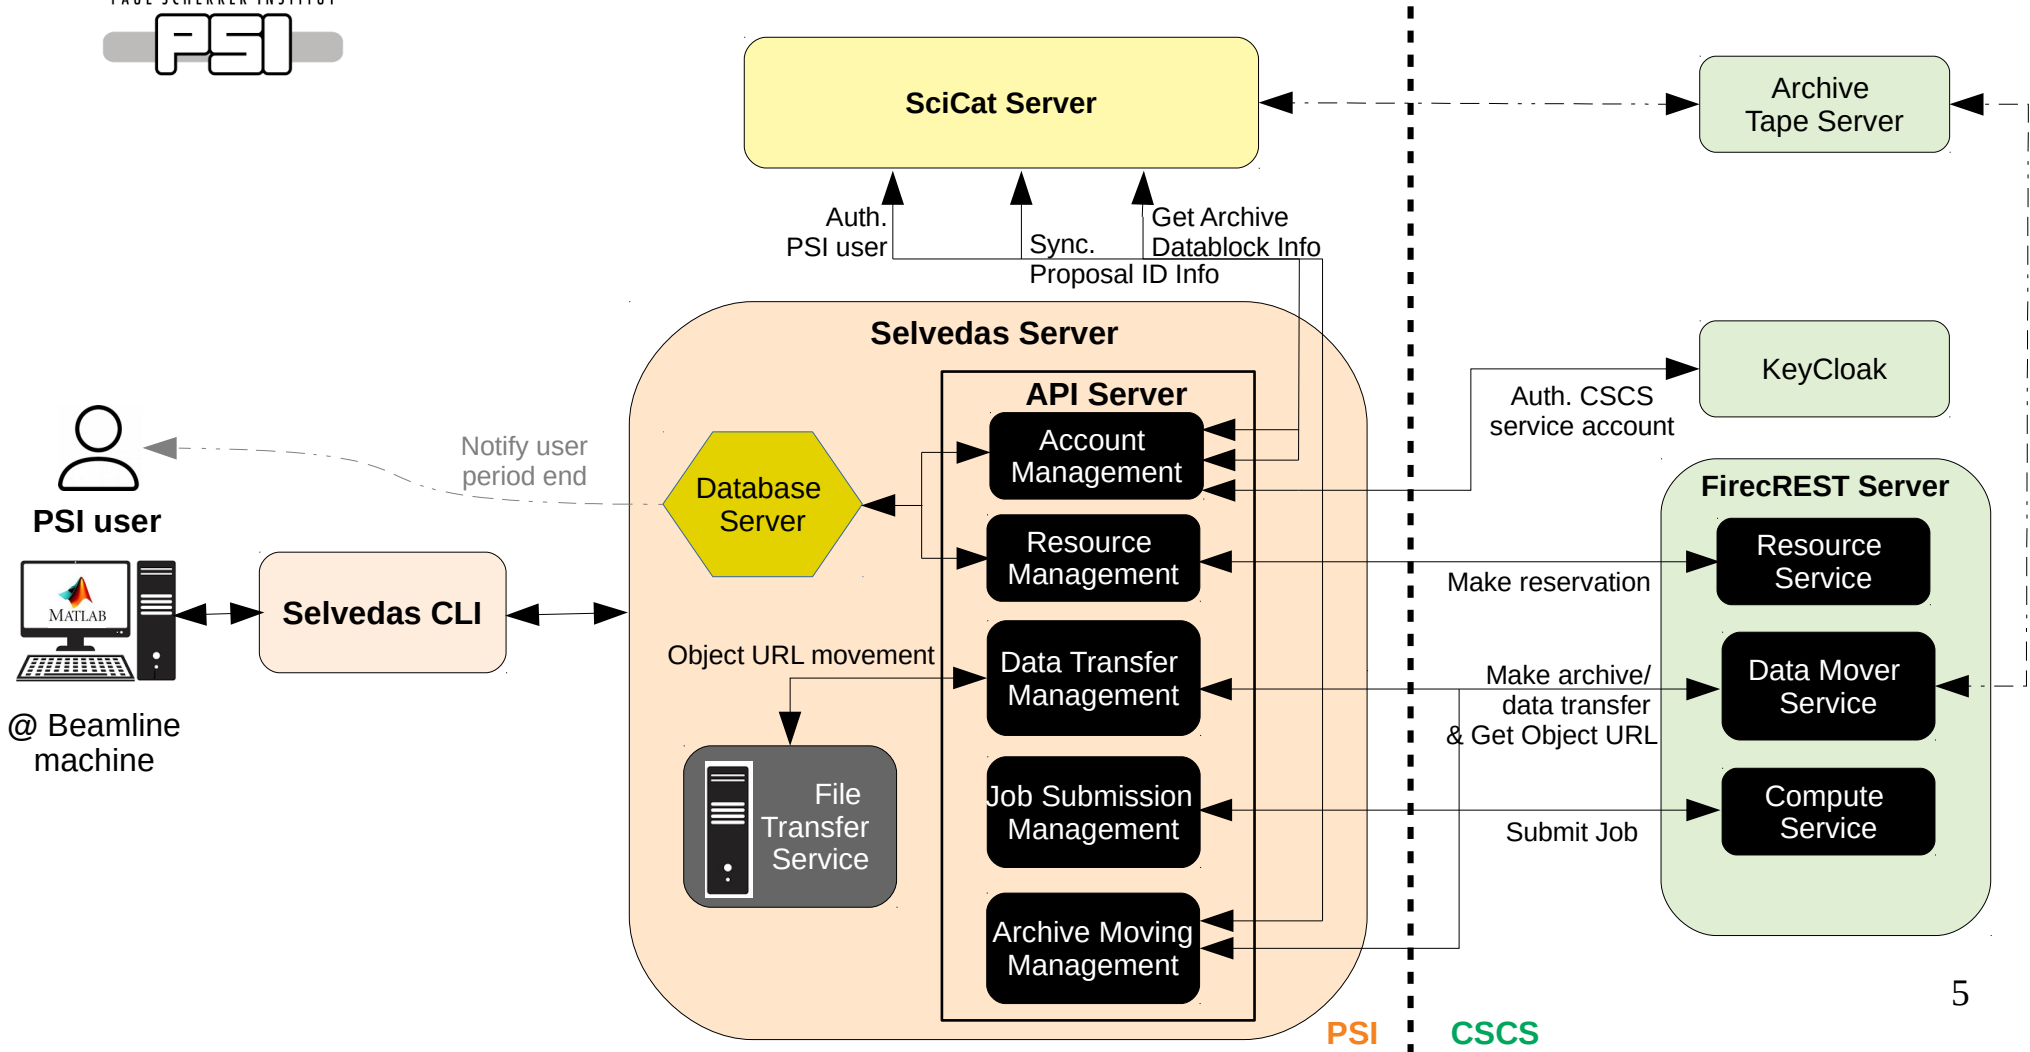 PAUL SCHERRER INSTITUT
PSI
SciCat Server
Archive
Tape Server
Auth.
PSI user
Sync.
Proposal ID Info
Get Archive
Datablock Info
Selvedas Server
API Server
Account
Management
KeyCloak
Auth. CSCS
service account
Notify user
period end
PSI user
Database
Server
Resource
Management
FirecREST Server
Resource
Service
Make reservation
MATLAB
Selvedas CLI
@ Beamline
machine
Object URL movement
Data Transfer
Management
Make archive/
data transfer
& Get Object URL
Data Mover
Service
File
Transfer
Service
Job Submission
Management
Submit Job
Compute
Service
Archive Moving
Management
5
PSI
CSCS